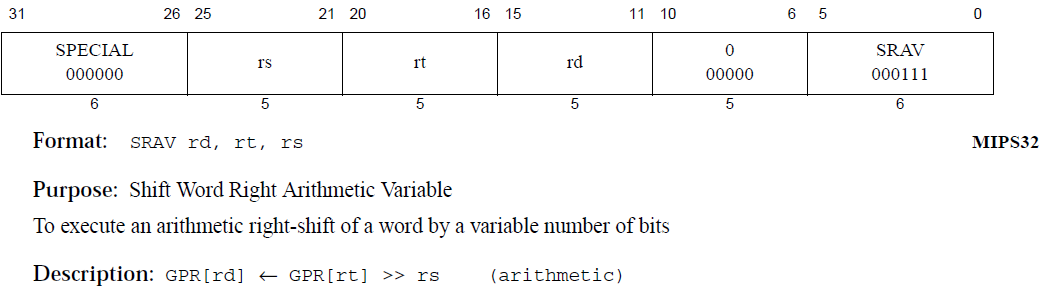 31 26 25 21 20 16 15 11 10 6 5 0
SPECIAL rs rt rd 0 SRAV
000000 00000 000111
6 5 5 5 5 6
Format: SRAV rd, rt, rs MIPS32
Purpose: Shift Word Right Arithmetic Variable
To execute an arithmetic right-shift of a word by a variable number of bits
Description: GPR[rd] ← GPR[rt] >> rs (arithmetic)